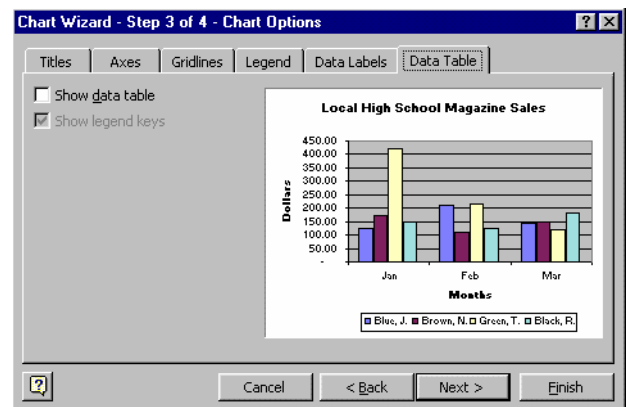 Chart Wizard - Step 3 of 4 - Chart Options
Titles Axes Gridlines Legend Data Labels Data Table
Show data table
Show legend keys
Local High School Magazine Sales
450.00
400.00
350.00
300.00
250.00
200.00
150.00
100.00
50.00
-
Dollars
Jan Feb Mar
Months
Blue, J. Brown, N. Green, T. Black, R.
Cancel < Back Next > Finish